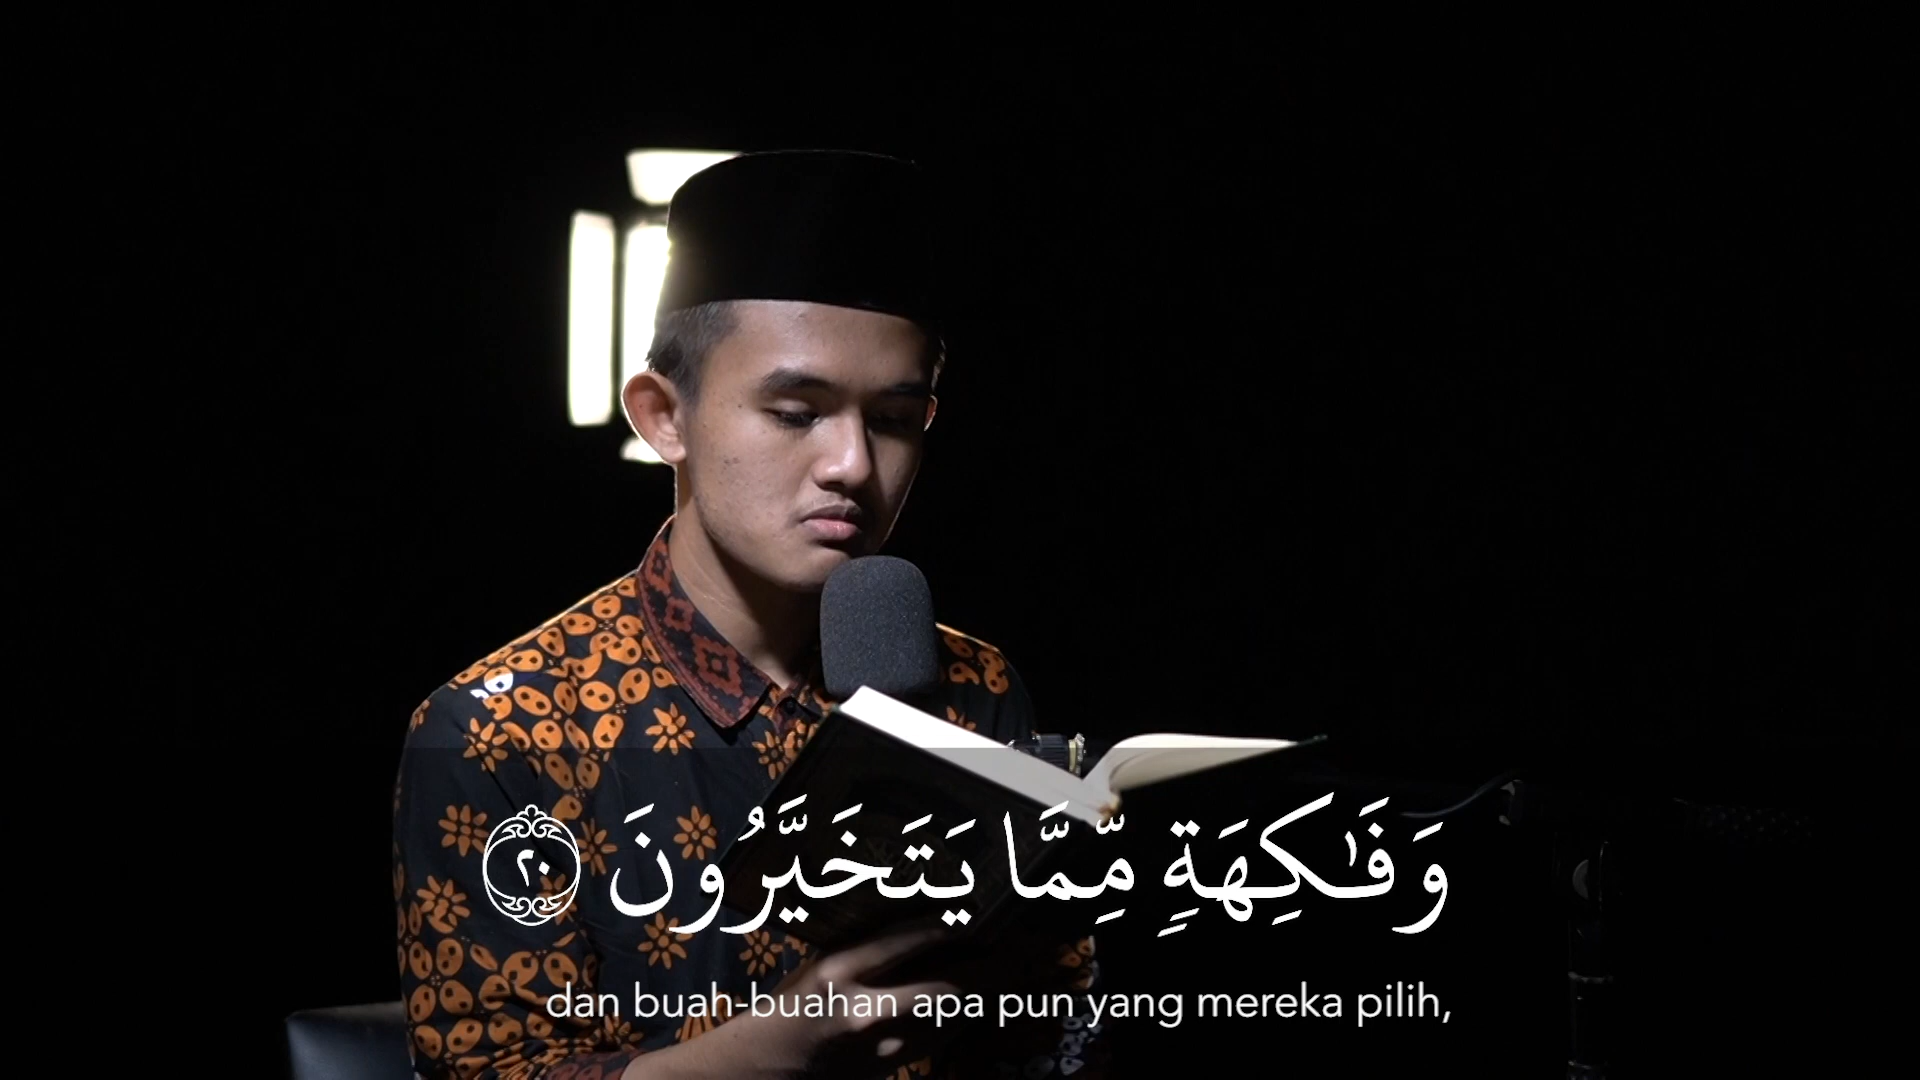 وَفَٰكِهَةٍ مِّمَّا يَتَخَيَّرُونَ ٢٠
dan buah-buahan apa pun yang mereka pilih,